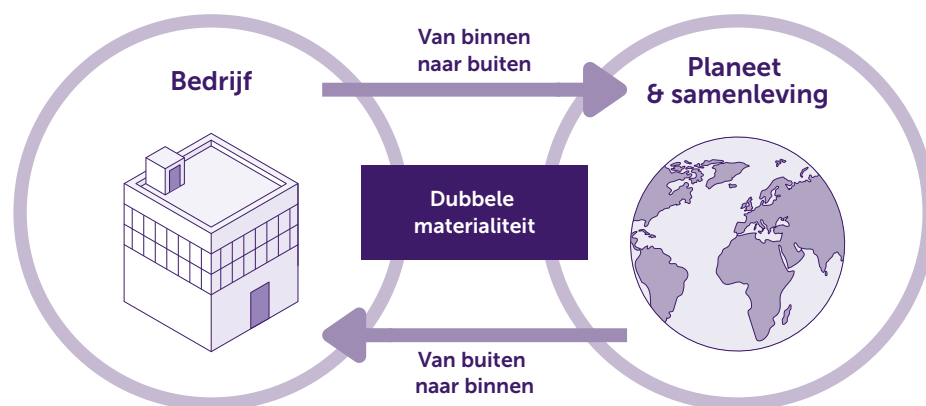 Van binnen
naar buiten
Bedrijf
Planeet
& samenleving
Dubbele
materialiteit
Van buiten
naar binnen